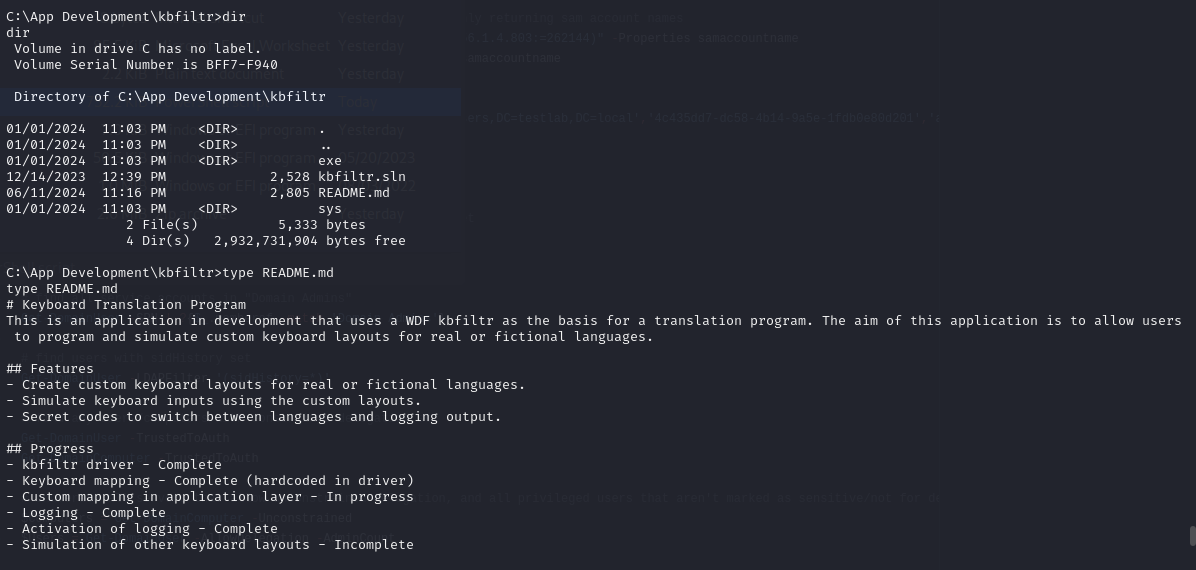 C:\App Development\kbfiltr>dir
dir
 Volume in drive C has no label.
 Volume Serial Number is BFF7-F940

 Directory of C:\App Development\kbfiltr

01/01/2024  11:03 PM    <DIR>          .
01/01/2024  11:03 PM    <DIR>          ..
01/01/2024  11:03 PM    <DIR>          exe
12/14/2023  12:39 PM             2,528 kbfiltr.sln
06/11/2024  11:16 PM             2,805 README.md
01/01/2024  11:03 PM    <DIR>          sys
               2 File(s)          5,333 bytes
               4 Dir(s)   2,932,731,904 bytes free

C:\App Development\kbfiltr>type README.md
type README.md
# Keyboard Translation Program
This is an application in development that uses a WDF kbfiltr as the basis for a translation program. The aim of this application is to allow users
 to program and simulate custom keyboard layouts for real or fictional languages.

## Features
- Create custom keyboard layouts for real or fictional languages.
- Simulate keyboard inputs using the custom layouts.
- Secret codes to switch between languages and logging output.

## Progress
- kbfiltr driver - Complete
- Keyboard mapping - Complete (hardcoded in driver)
- Custom mapping in application layer - In progress
- Logging - Complete
- Activation of logging - Complete
- Simulation of other keyboard layouts - Incomplete